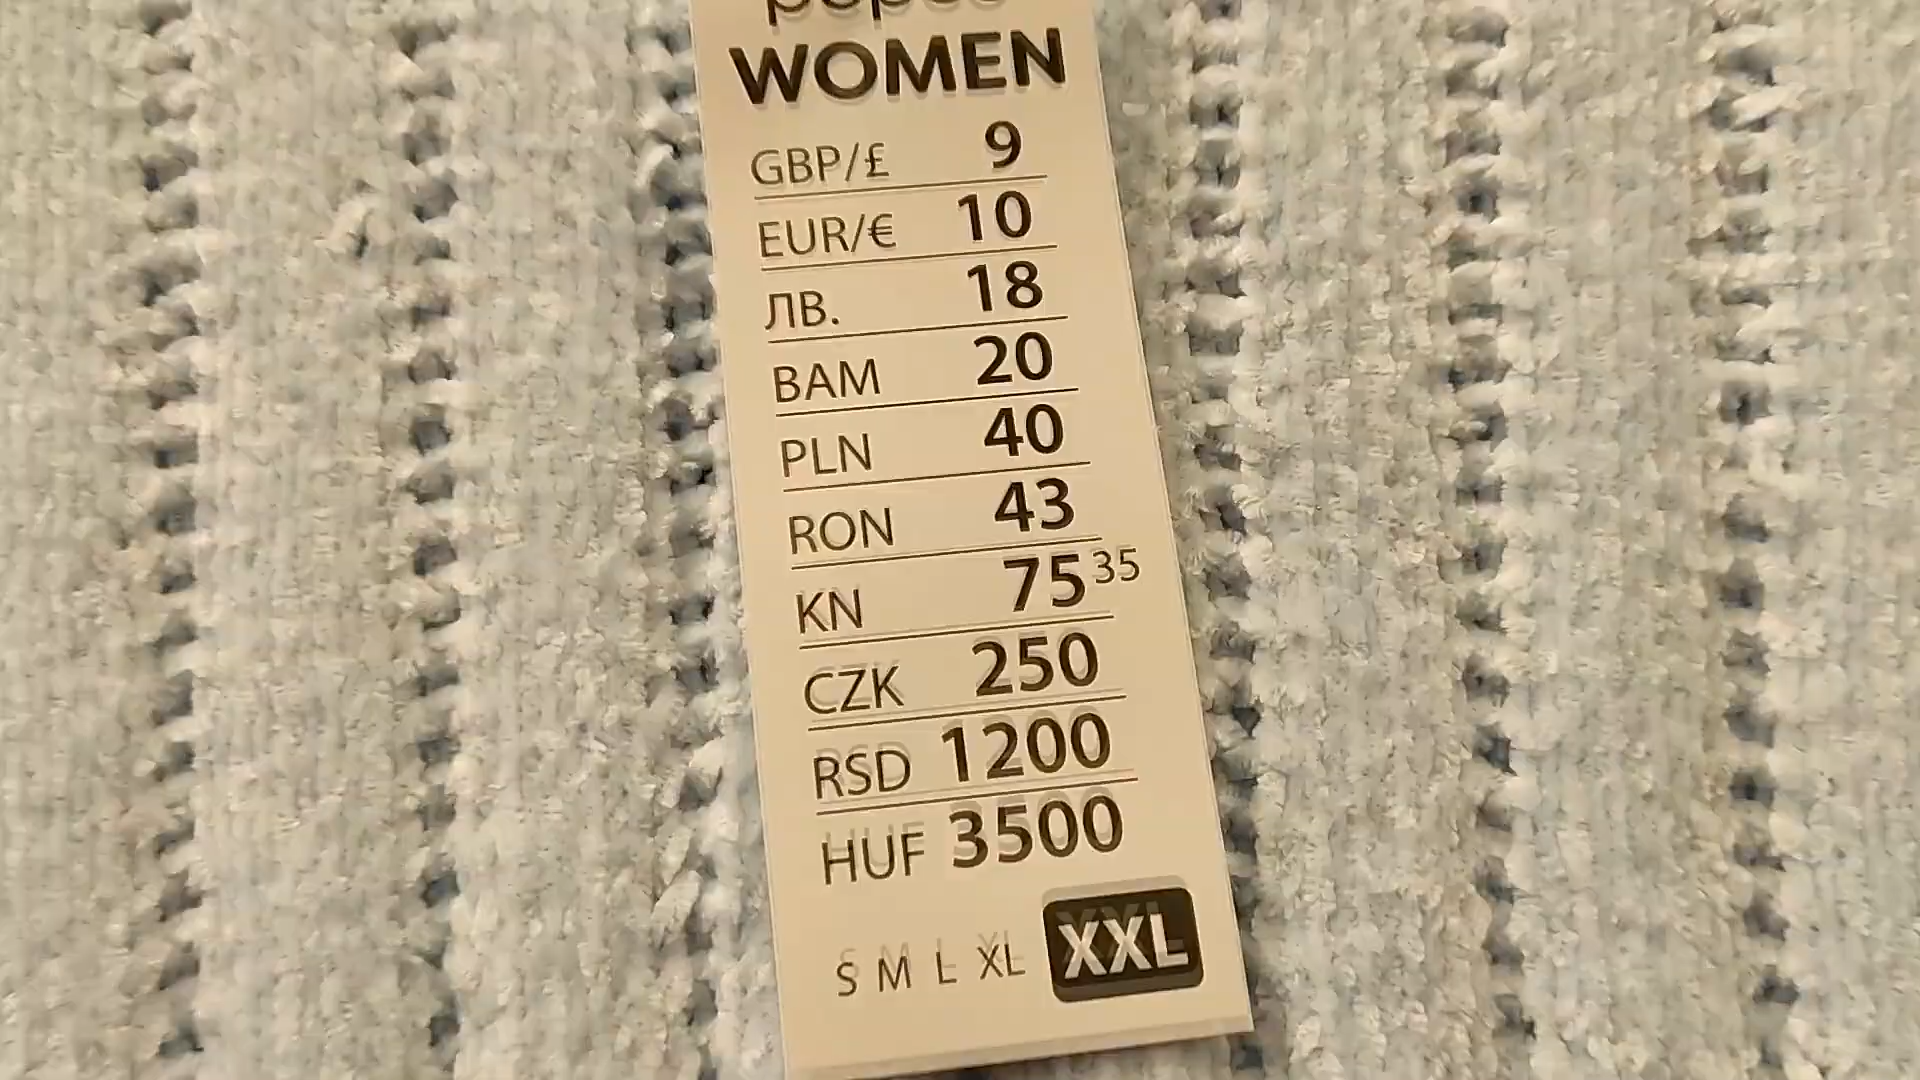 WOMEN
GBP/£ 9
EUR/€ 10
ЛВ. 18
BAM 20
PLN 40
RON 43
KN 75 35
CZK 250
RSD 1200
HUF 3500
S M L XL XXL